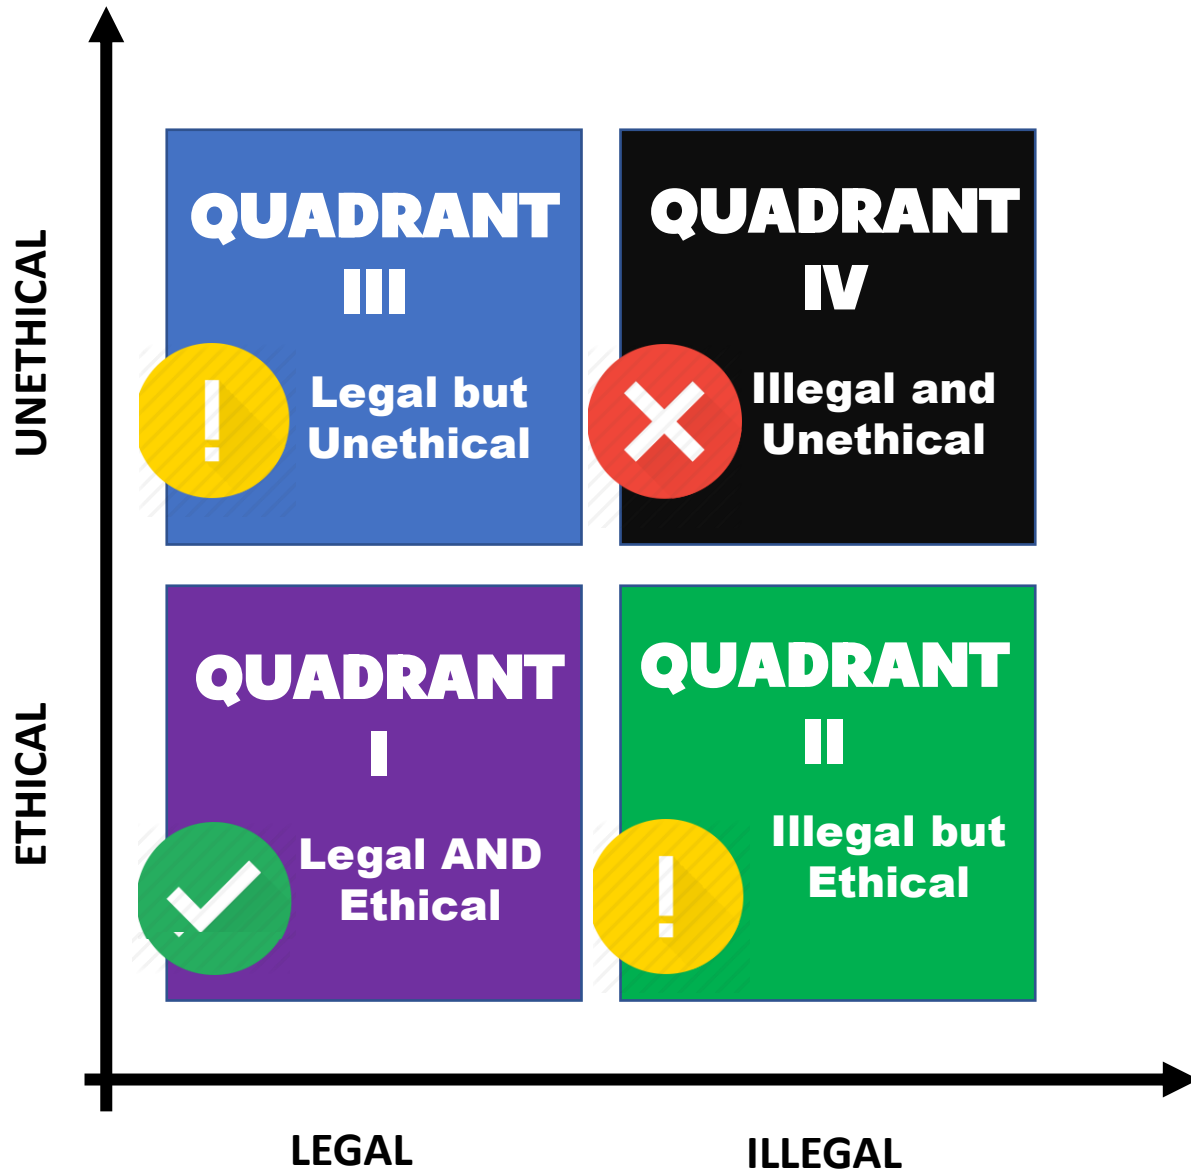 UNETHICAL
QUADRANT
III
Legal but
Unethical
QUADRANT
IV
Illegal and
Unethical
ETHICAL
QUADRANT
I
Legal AND
Ethical
QUADRANT
II
Illegal but
Ethical
LEGAL
ILLEGAL